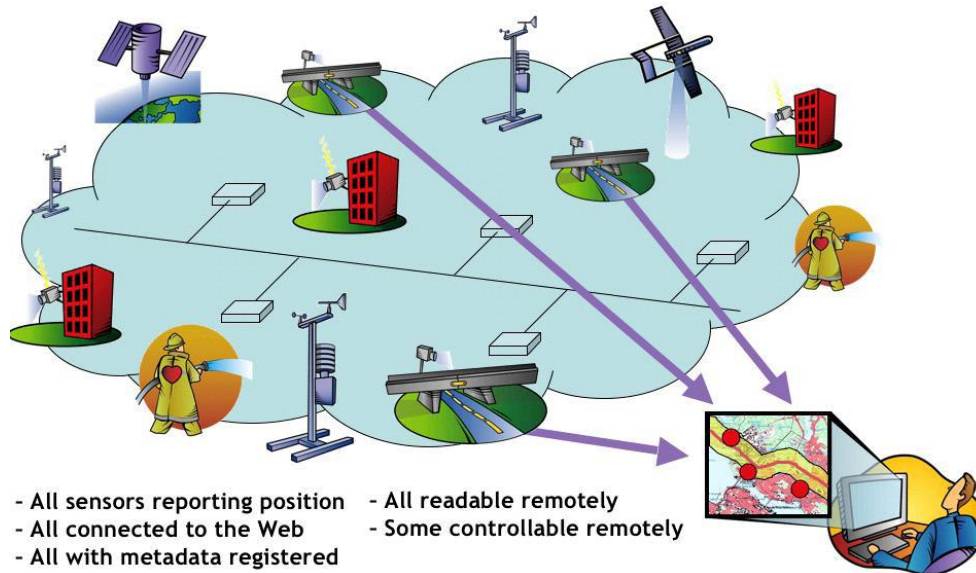 - All sensors reporting position
- All connected to the Web
- All with metadata registered
- All readable remotely
- Some controllable remotely